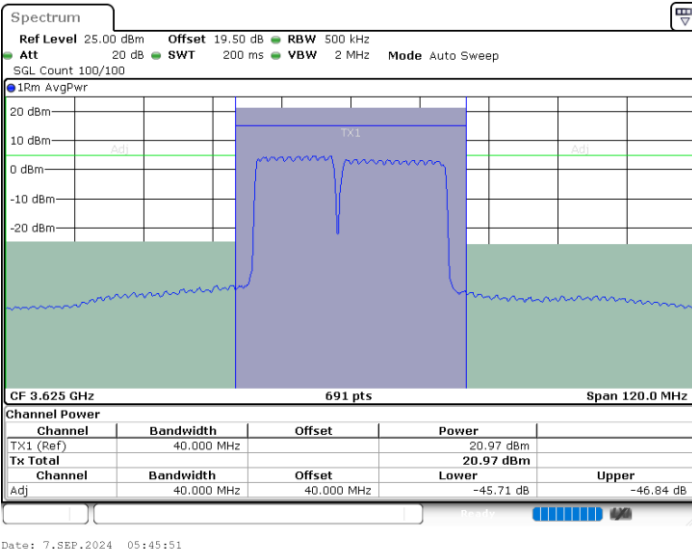 Spectrum
Ref Level 25.00 dBm Offset 19.50 dB RBW 500 kHz
Att 20 dB SWT 200 ms VBW 2 MHz Mode Auto Sweep
SGL Count 100/100
1Rm AvgPwr
20 dBm
TX1
10 dBm
Adj Adj
0 dBm
-10 dBm
-20 dBm
CF 3.625 GHz 691 pts Span 120.0 MHz
Channel Power
Channel Bandwidth Offset Power
TX1 (Ref) 40.000 MHz 20.97 dBm
Tx Total 20.97 dBm
Channel Bandwidth Offset Lower Upper
Adj 40.000 MHz 40.000 MHz -45.71 dB -46.84 dB
Ready
Date: 7.SEP.2024 05:45:51